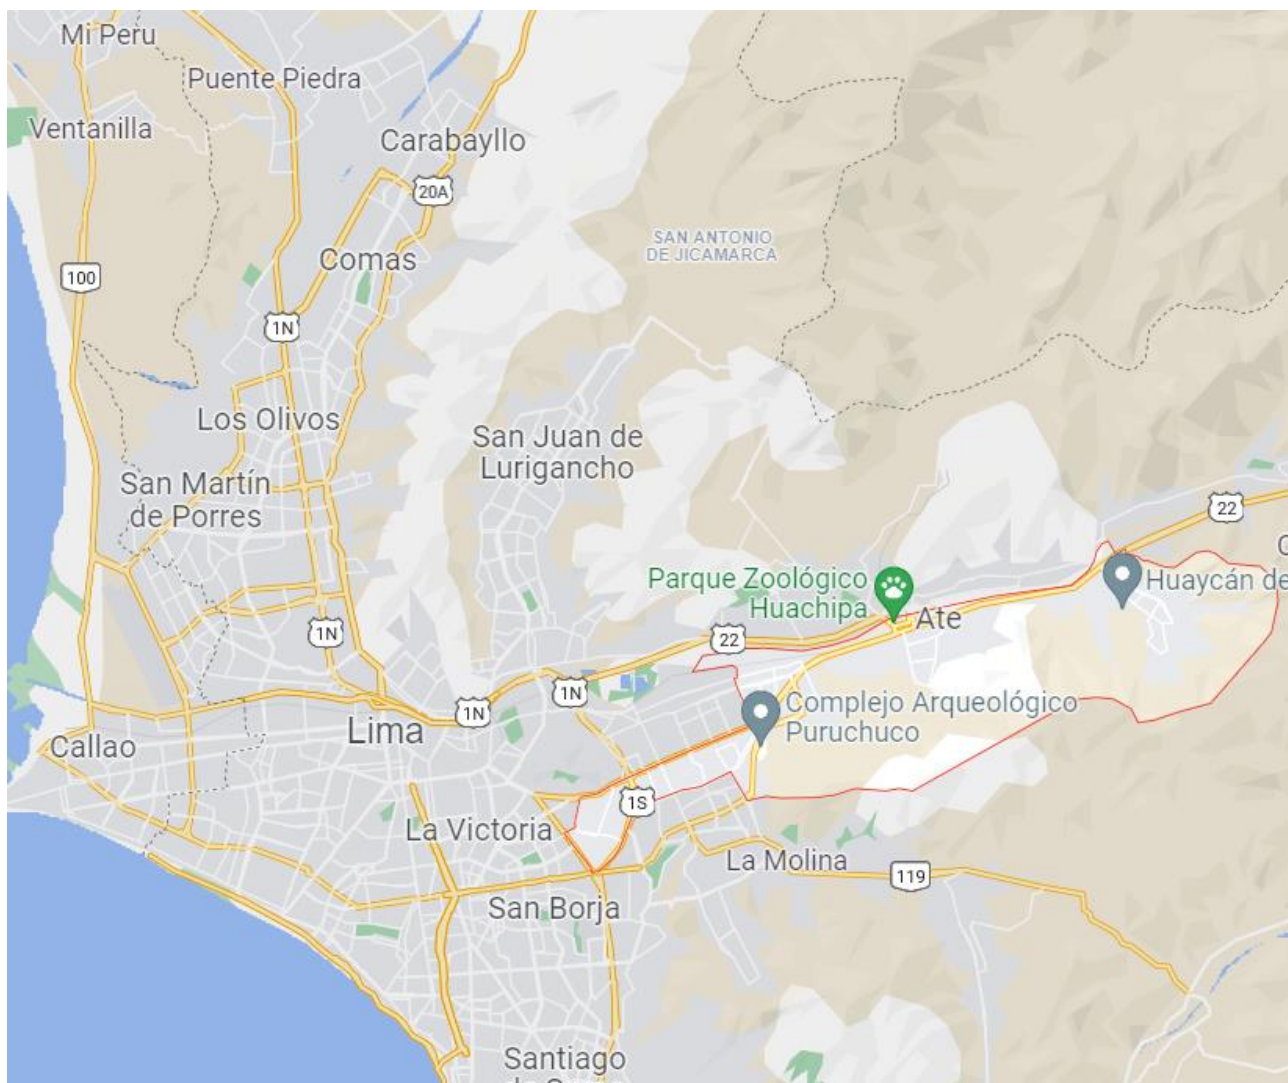 Mi Peru
Puente Piedra
Ventanilla
Carabayllo
20A
SAN ANTONIO
DE JICAMARCA
Comas
100
1N
Los Olivos
San Juan de
Lurigancho
San Martín
de Porres
22
Parque Zoológico
Huachipa
Huaycán de
Ate
1N
22
1N
Complejo Arqueológico
Puruchuco
1N
Lima
Callao
1S
La Victoria
La Molina
119
San Borja
Santiago